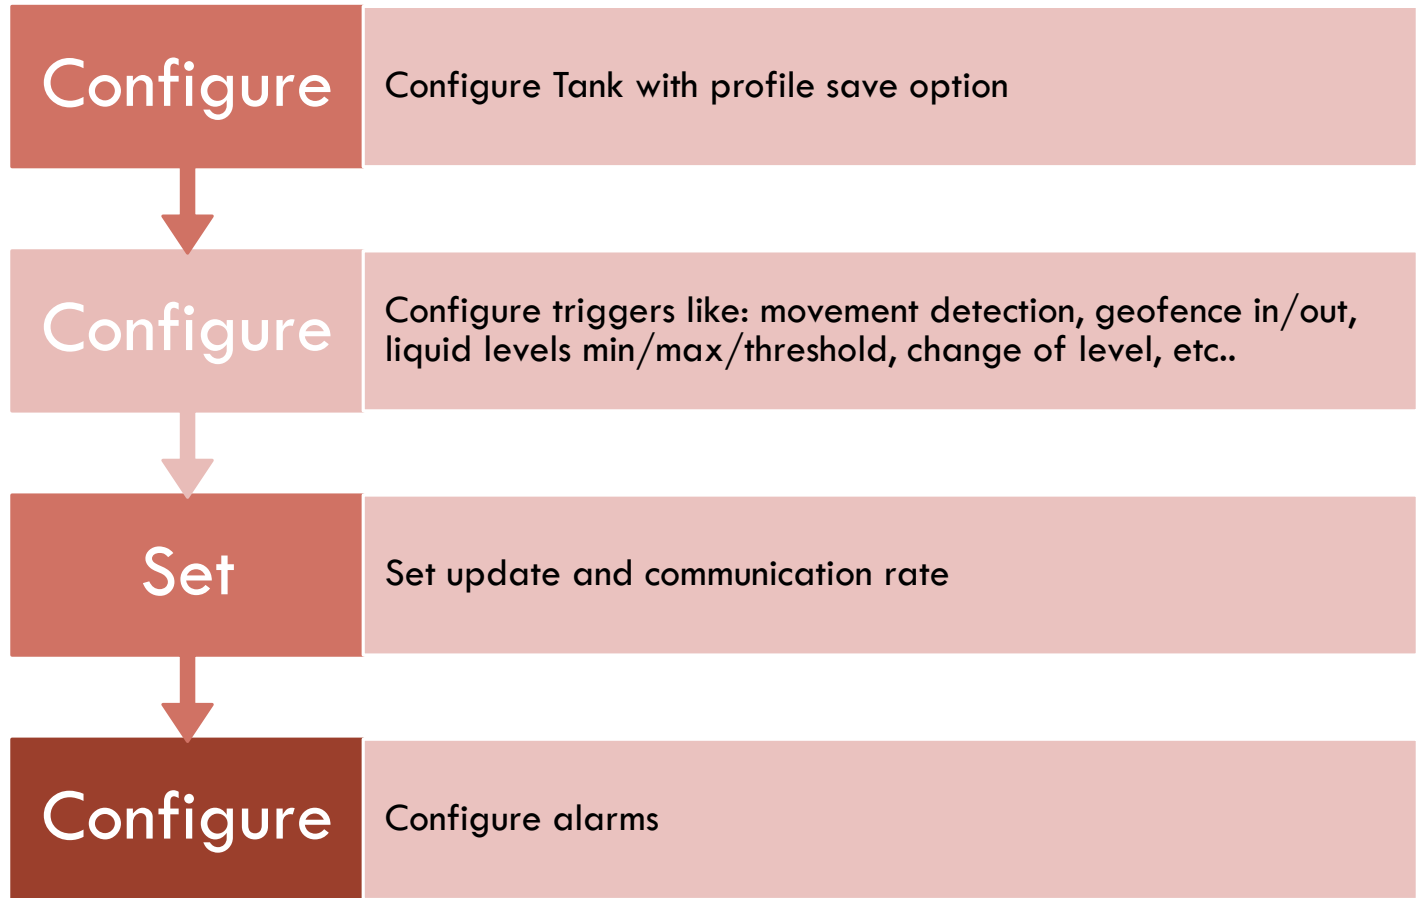 Configure
Configure Tank with profile save option
Configure
Configure triggers like: movement detection, geofence in/out,
liquid levels min/max/threshold, change of level, etc..
Set
Set update and communication rate
Configure
Configure alarms